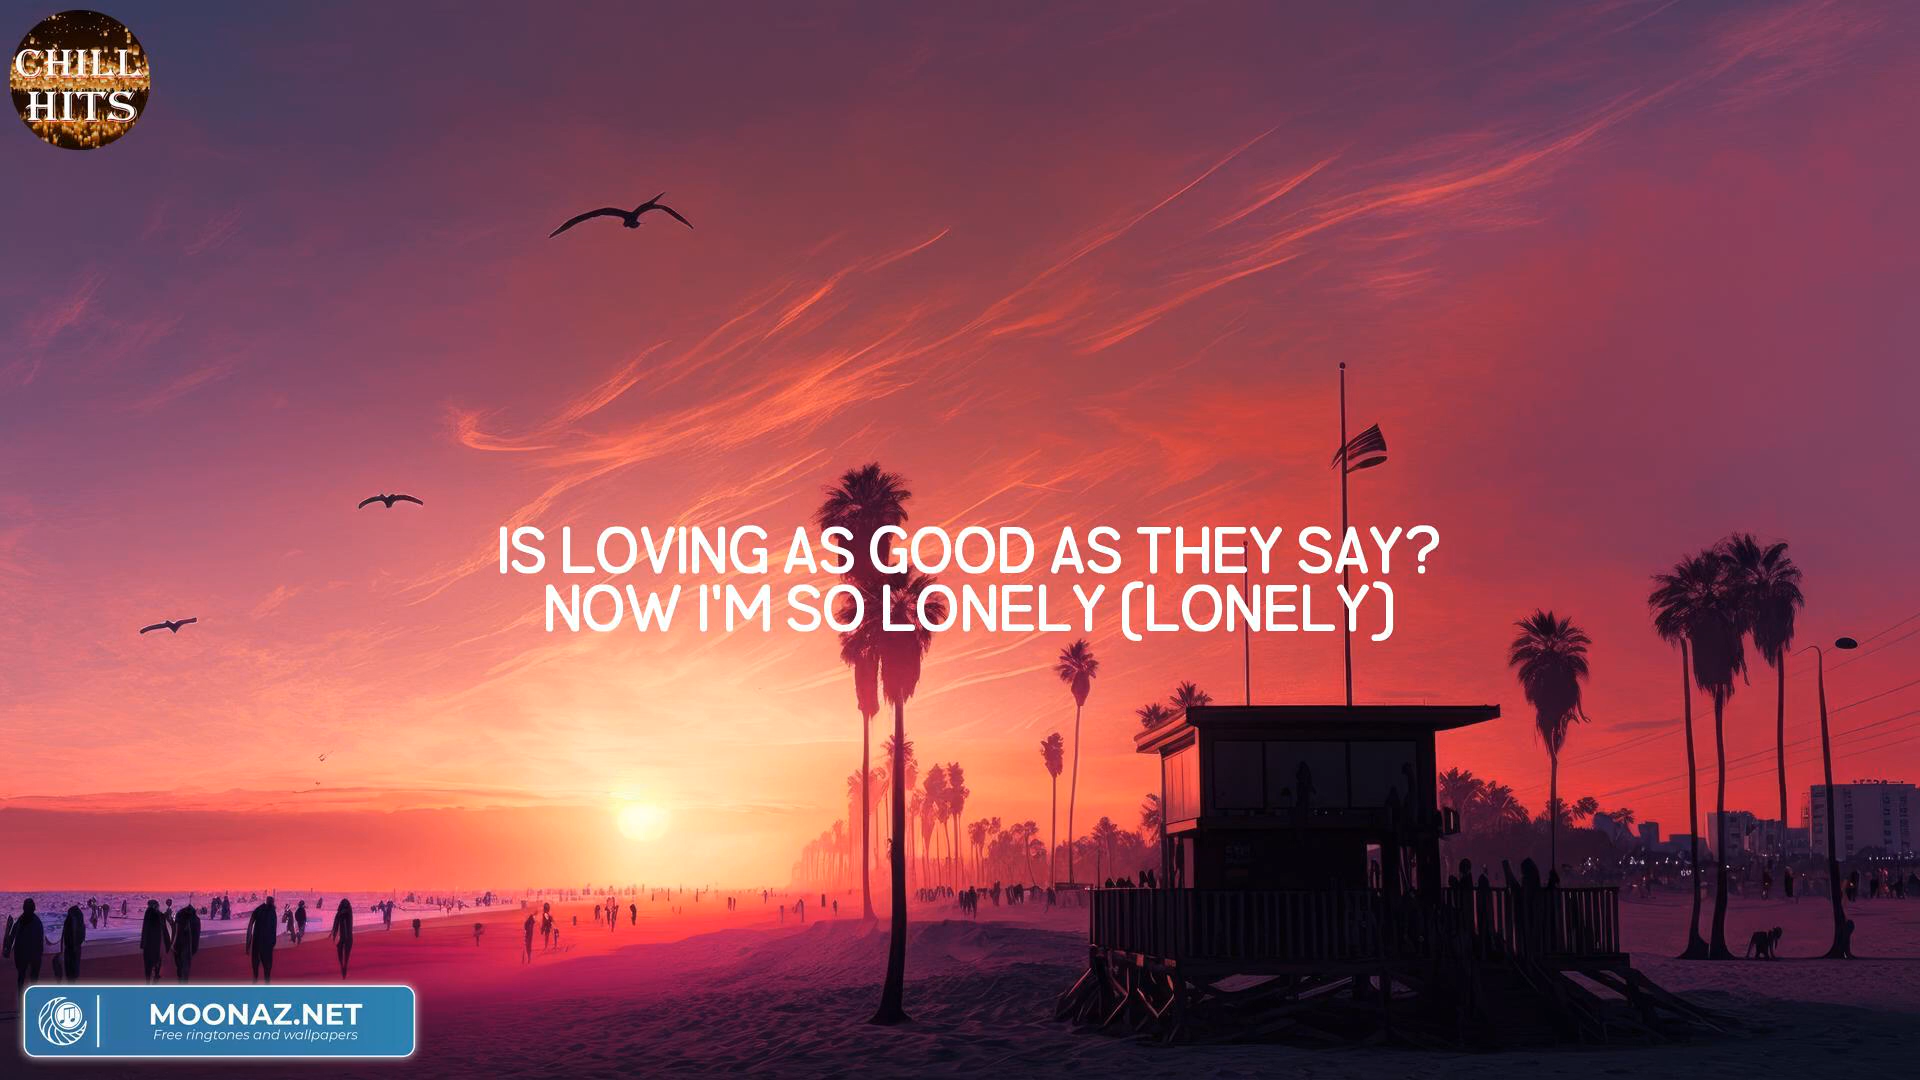 CHILL
HITS
IS LOVING AS GOOD AS THEY SAY?
NOW I'M SO LONELY (LONELY)
MOONAZ.NET
Free ringtones and wallpapers